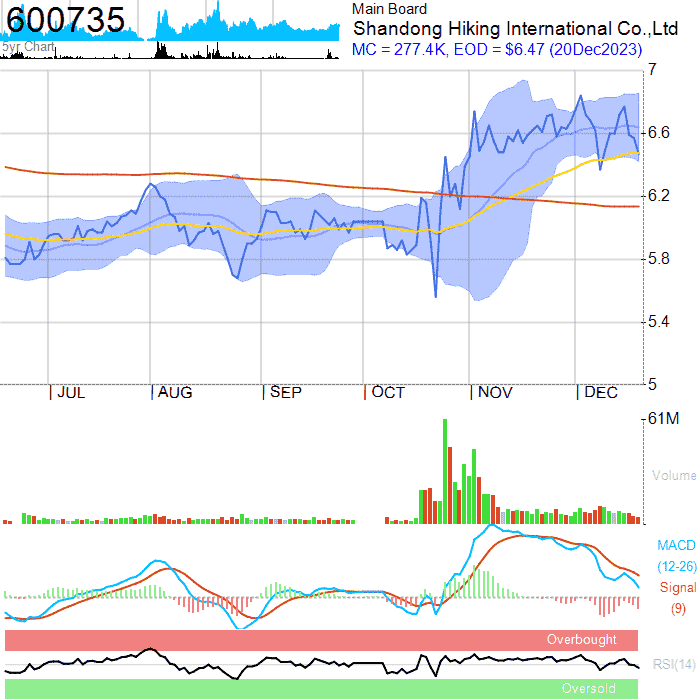 600735
Main Board
Shandong Hiking International Co.,Ltd
5yr Chart
MC = 277.4K, EOD = $6.47 (20Dec2023)
7
6.6
6.2
5.8
5.4
5
JUL AUG SEP OCT NOV DEC
61M
Volume
MACD
(12-26)
Signal
(9)
Overbought
RSI(14)
Oversold